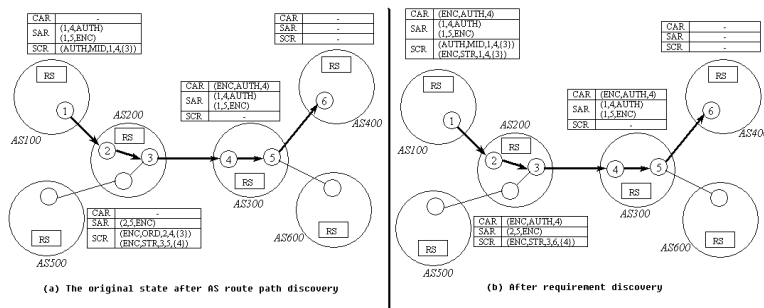 CAR -
SAR (1,4,AUTH)
(1,5,ENC)
SCR (AUTH,MID,1,4,{3})
CAR -
SAR -
SCR -
RS
1
AS100
AS200
RS
2
3
CAR (ENC,AUTH,4)
SAR (1,4,AUTH)
(1,5,ENC)
SCR -
4
5
RS
AS300
RS
6
AS400
RS
AS500
CAR -
SAR (2,5,ENC)
SCR (ENC,ORD,2,4,{3})
(ENC,STR,3,5,{4})
RS
AS600
(a) The original state after AS route path discovery
CAR (ENC,AUTH,4)
SAR (1,4,AUTH)
(1,5,ENC)
SCR (AUTH,MID,1,4,{3})
(ENC,STR,1,4,{3})
CAR -
SAR -
SCR -
RS
1
AS100
AS200
RS
2
3
CAR (ENC,AUTH,4)
SAR (1,4,AUTH)
(1,5,ENC)
SCR -
4
5
RS
AS300
RS
6
AS40
RS
AS500
CAR (ENC,AUTH,4)
SAR (2,5,ENC)
SCR (ENC,STR,3,6,{4})
RS
AS600
(b) After requirement discovery